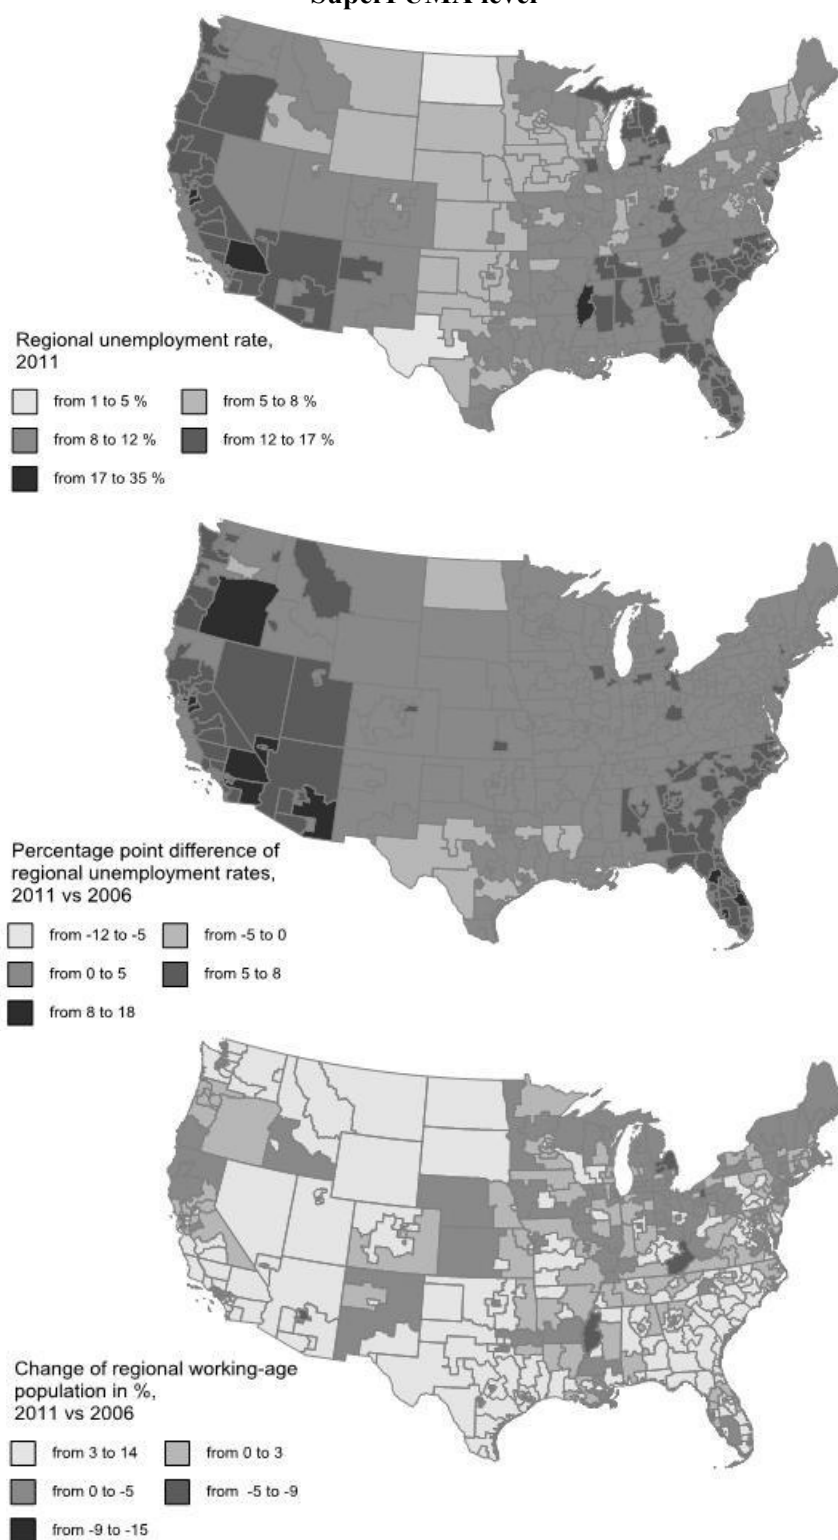 SuperPUMA level
Regional unemployment rate,
2011
from 1 to 5 %
from 5 to 8 %
from 8 to 12 %
from 12 to 17 %
from 17 to 35 %
Percentage point difference of
regional unemployment rates,
2011 vs 2006
from -12 to -5
from -5 to 0
from 0 to 5
from 5 to 8
from 8 to 18
Change of regional working-age
population in %,
2011 vs 2006
from 3 to 14
from 0 to 3
from 0 to -5
from -5 to -9
from -9 to -15